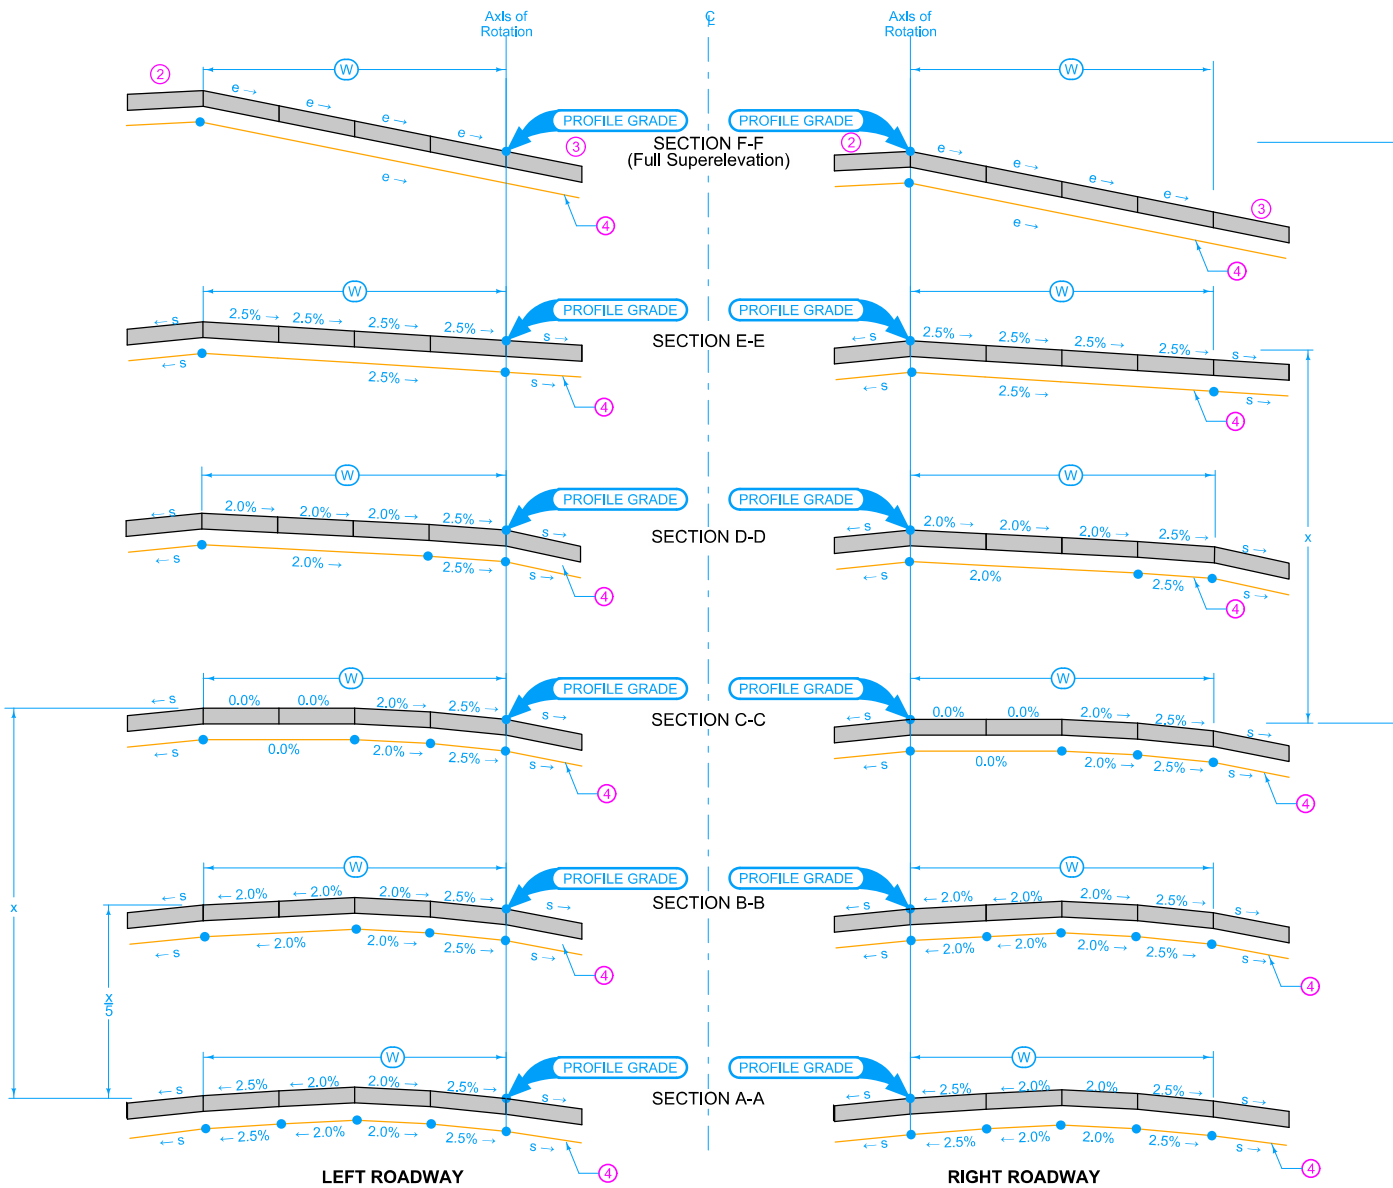 Axis of
Rotation
℄
Axis of
Rotation
2
W
e →
e →
e →
e →
e →
3
4
PROFILE GRADE
PROFILE GRADE
SECTION F-F
(Full Superelevation)
2
W
e →
e →
e →
e →
e →
3
4
W
← s
2.5% →
2.5% →
2.5% →
2.5% →
s →
← s
2.5% →
s →
4
PROFILE GRADE
PROFILE GRADE
SECTION E-E
W
← s
2.5% →
2.5% →
2.5% →
2.5% →
s →
← s
2.5% →
s →
4
W
← s
2.0% →
2.0% →
2.0% →
2.5% →
s →
← s
2.0% →
2.5% →
s →
4
PROFILE GRADE
PROFILE GRADE
SECTION D-D
W
← s
2.0% →
2.0% →
2.0% →
2.5% →
s →
← s
2.0%
2.5%
s →
4
x
W
← s
0.0%
0.0%
2.0% →
2.5% →
s →
← s
0.0%
2.0% →
2.5% →
s →
4
PROFILE GRADE
PROFILE GRADE
SECTION C-C
W
← s
0.0%
0.0%
2.0% →
2.5% →
s →
← s
0.0%
2.0% →
2.5% →
s →
4
x
W
← s
← 2.0%
← 2.0%
2.0% →
2.5% →
s →
← s
← 2.0%
2.0% →
2.5% →
s →
4
PROFILE GRADE
PROFILE GRADE
SECTION B-B
W
← s
← 2.0%
← 2.0%
2.0% →
2.5% →
s →
← s
← 2.0%
← 2.0%
2.0%
2.5% →
s →
4
x
5
W
← s
← 2.5%
← 2.0%
2.0% →
2.5% →
s →
← s
← 2.5%
← 2.0%
2.0% →
2.5% →
s →
4
PROFILE GRADE
PROFILE GRADE
SECTION A-A
W
← s
← 2.5%
← 2.0%
2.0%
2.5% →
s →
← s
← 2.5%
← 2.0%
2.0%
2.5% →
s →
4
LEFT ROADWAY
RIGHT ROADWAY